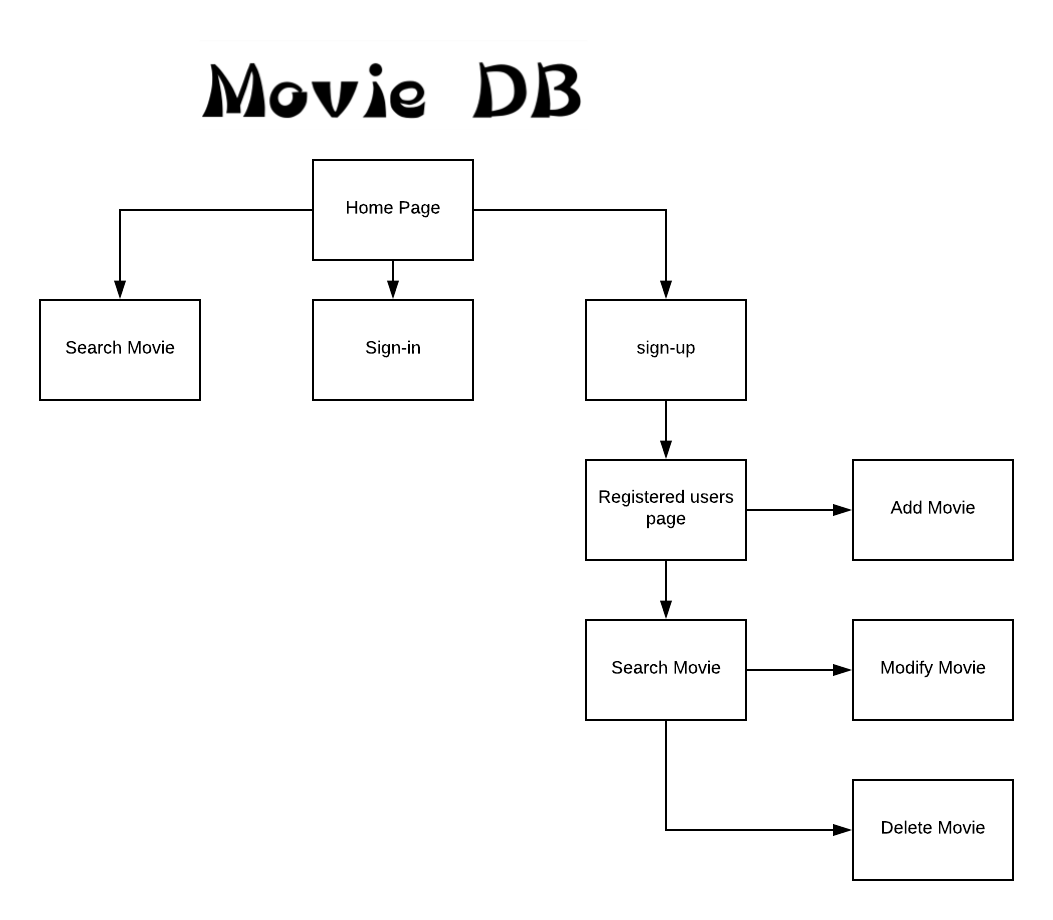 Movie DB
Home Page
Search Movie
Sign-in
sign-up
Registered users
page
Add Movie
Search Movie
Modify Movie
Delete Movie